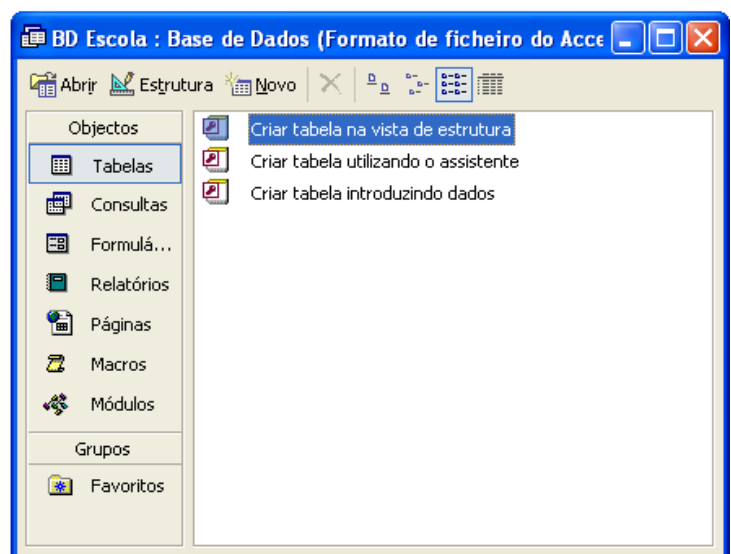 BD Escola : Base de Dados (Formato de ficheiro do Acce
Abrir Estrutura Novo
Objectos
Tabelas
Consultas
Formulá...
Relatórios
Páginas
Macros
Módulos
Grupos
Favoritos
Criar tabela na vista de estrutura
Criar tabela utilizando o assistente
Criar tabela introduzindo dados